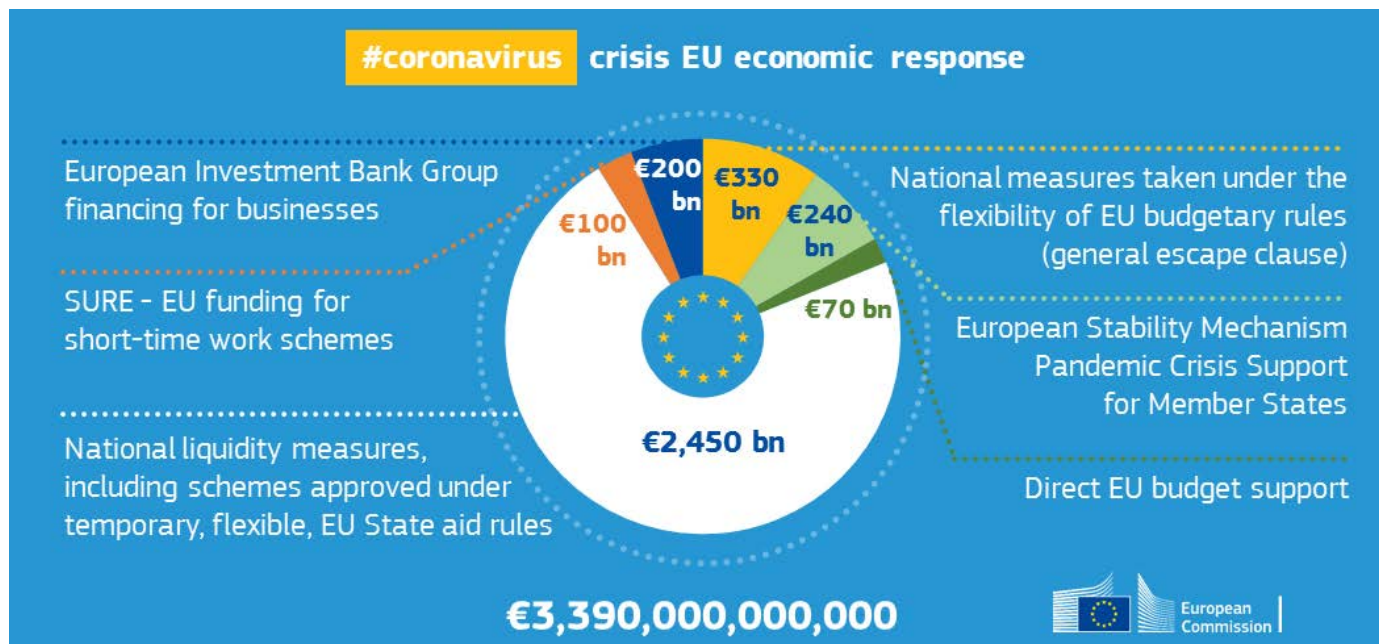 #coronavirus crisis EU economic response
European Investment Bank Group
financing for businesses
SURE - EU funding for
short-time work schemes
National liquidity measures,
including schemes approved under
temporary, flexible, EU State aid rules
€200
bn
€330
bn
€240
bn
€100
bn
€70 bn
€2,450 bn
National measures taken under the
flexibility of EU budgetary rules
(general escape clause)
European Stability Mechanism
Pandemic Crisis Support
for Member States
Direct EU budget support
€3,390,000,000,000
European
Commission